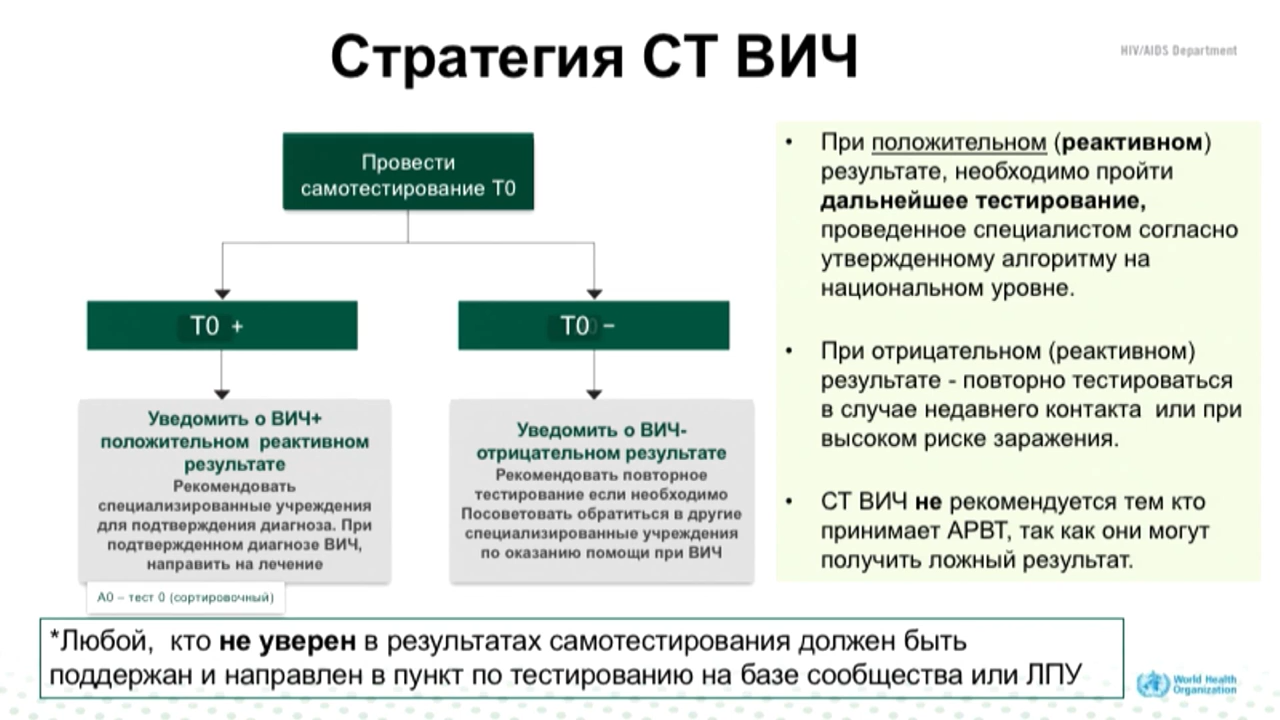 Стратегия СТ ВИЧ
HIV/AIDS Department
Провести
самотестирование Т0
Т0 +
Т0 –
Уведомить о ВИЧ+
положительном реактивном
результате
Рекомендовать
специализированные учреждения
для подтверждения диагноза. При
подтвержденном диагнозе ВИЧ,
направить на лечение
Уведомить о ВИЧ-
отрицательном результате
Рекомендовать повторное
тестирование если необходимо
Посоветовать обратиться в другие
специализированные учреждения
по оказанию помощи при ВИЧ
А0 – тест 0 (сортировочный)
• При положительном (реактивном)
результате, необходимо пройти
дальнейшее тестирование,
проведенное специалистом согласно
утвержденному алгоритму на
национальном уровне.
• При отрицательном (реактивном)
результате - повторно тестироваться
в случае недавнего контакта или при
высоком риске заражения.
• СТ ВИЧ не рекомендуется тем кто
принимает АРВТ, так как они могут
получить ложный результат.
*Любой, кто не уверен в результатах самотестирования должен быть
поддержан и направлен в пункт по тестированию на базе сообщества или ЛПУ
World Health
Organization